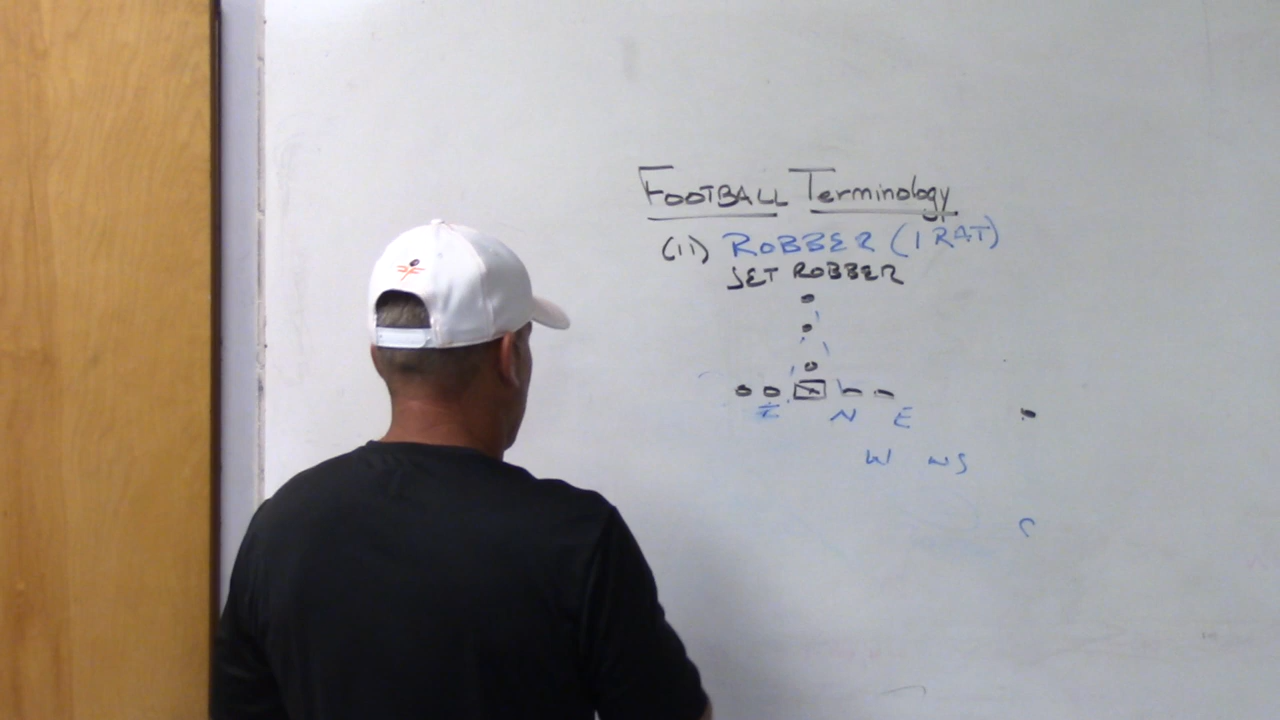 FOOTBALL Terminology
(11) ROBBER (1 RAT)
SET ROBBER
N E
W WS
C